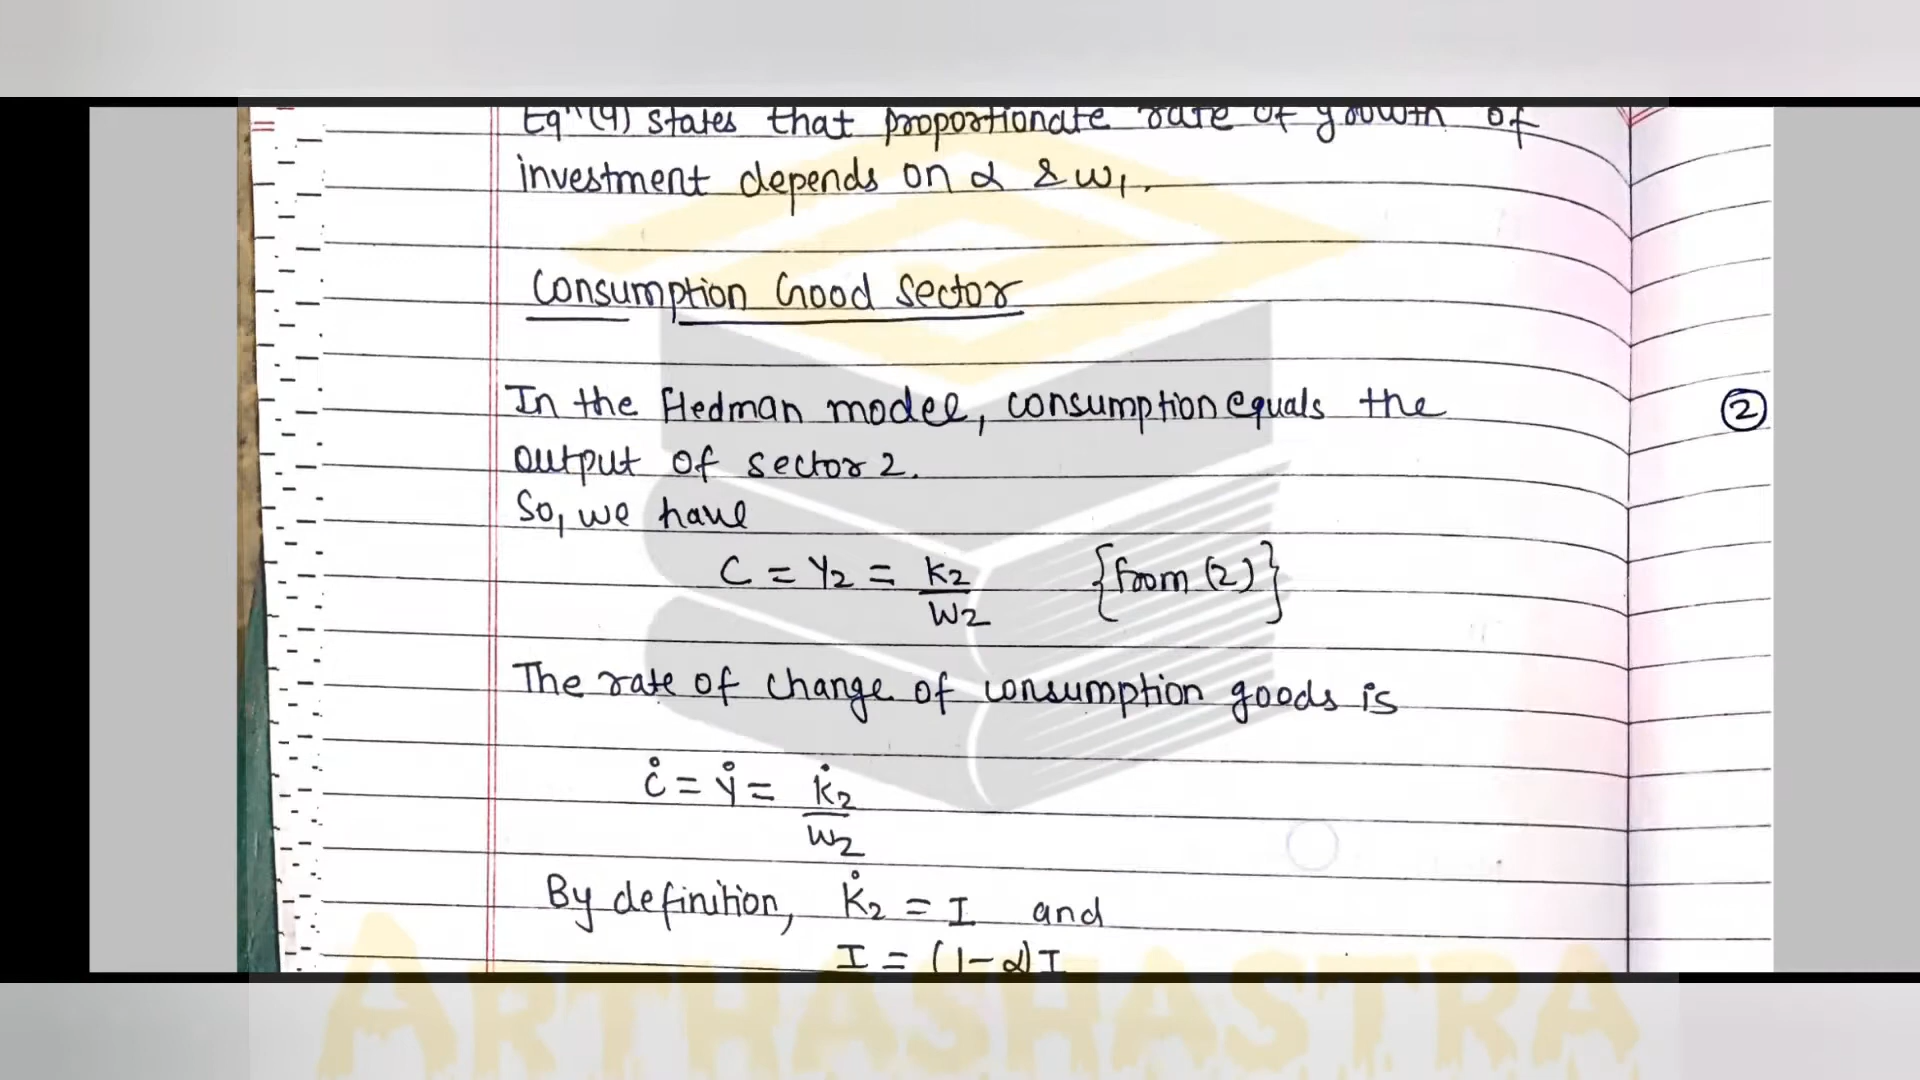 Eqⁿ(4) states that proportionate rate of growth of
investment depends on α & w₁.
Consumption Good Sector
In the Fledman model, consumption equals the
output of sector 2.
②
So, we have
C = Y₂ = K₂/W₂ {from (2)}
The rate of change of consumption goods is
Ċ = Ẏ = K̇₂/W₂
By definition, K̇₂ = I and
I = (1-α)I
ARTHASHASTRA